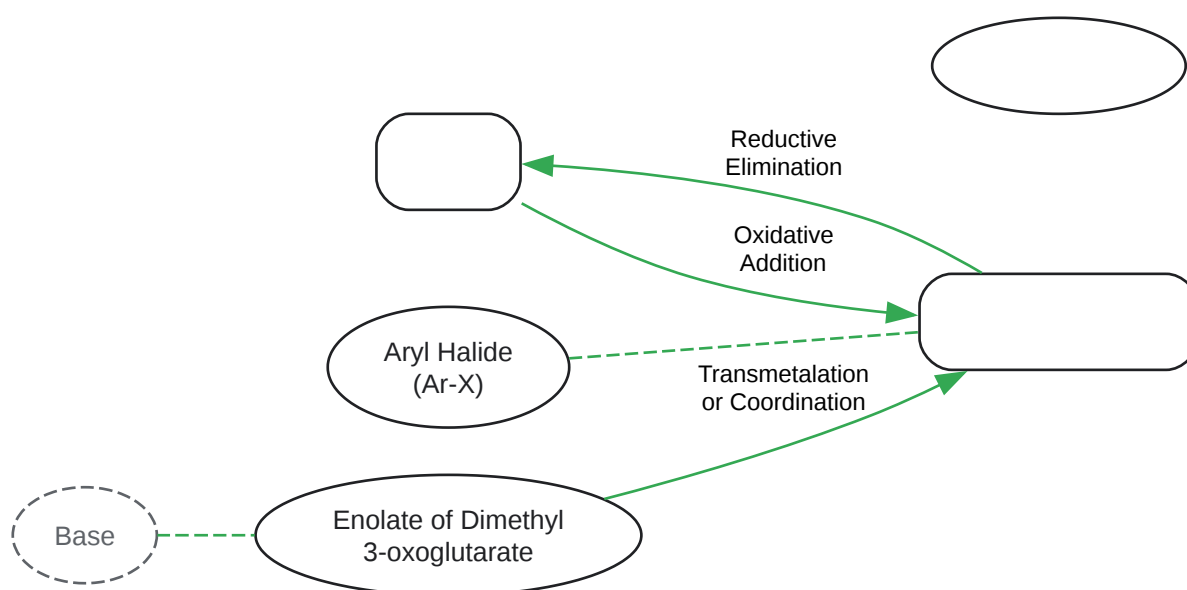 Reductive
Elimination
Oxidative
Addition
Aryl Halide
(Ar-X)
Transmetalation
or Coordination
Enolate of Dimethyl
3-oxoglutarate
Base